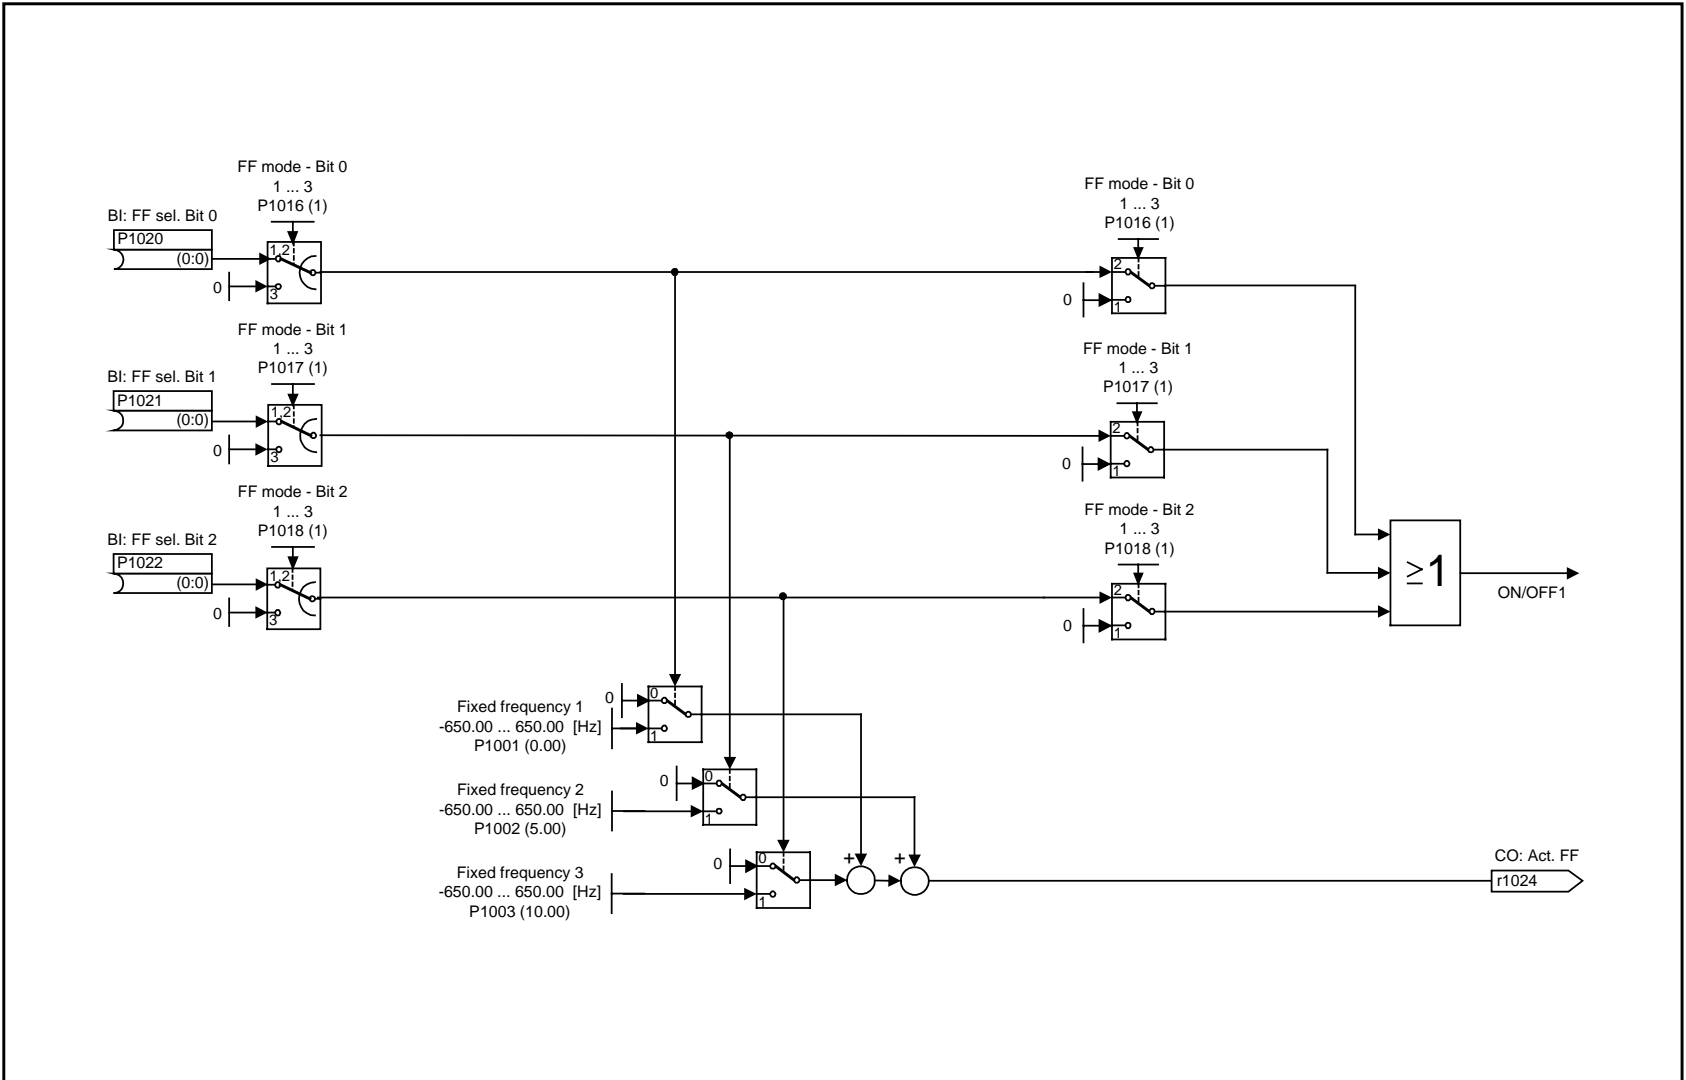 FF mode - Bit 0
1 ... 3
P1016 (1)
BI: FF sel. Bit 0
P1020
(0:0)
1,2
3
0
FF mode - Bit 0
1 ... 3
P1016 (1)
2
0
1
FF mode - Bit 1
1 ... 3
P1017 (1)
BI: FF sel. Bit 1
P1021
(0:0)
1,2
3
0
FF mode - Bit 1
1 ... 3
P1017 (1)
2
0
1
FF mode - Bit 2
1 ... 3
P1018 (1)
BI: FF sel. Bit 2
P1022
(0:0)
1,2
3
0
FF mode - Bit 2
1 ... 3
P1018 (1)
2
0
1
≥1
ON/OFF1
Fixed frequency 1
-650.00 ... 650.00 [Hz]
P1001 (0.00)
0
0
1
Fixed frequency 2
-650.00 ... 650.00 [Hz]
P1002 (5.00)
0
0
1
Fixed frequency 3
-650.00 ... 650.00 [Hz]
P1003 (10.00)
0
0
1
+
+
CO: Act. FF
r1024